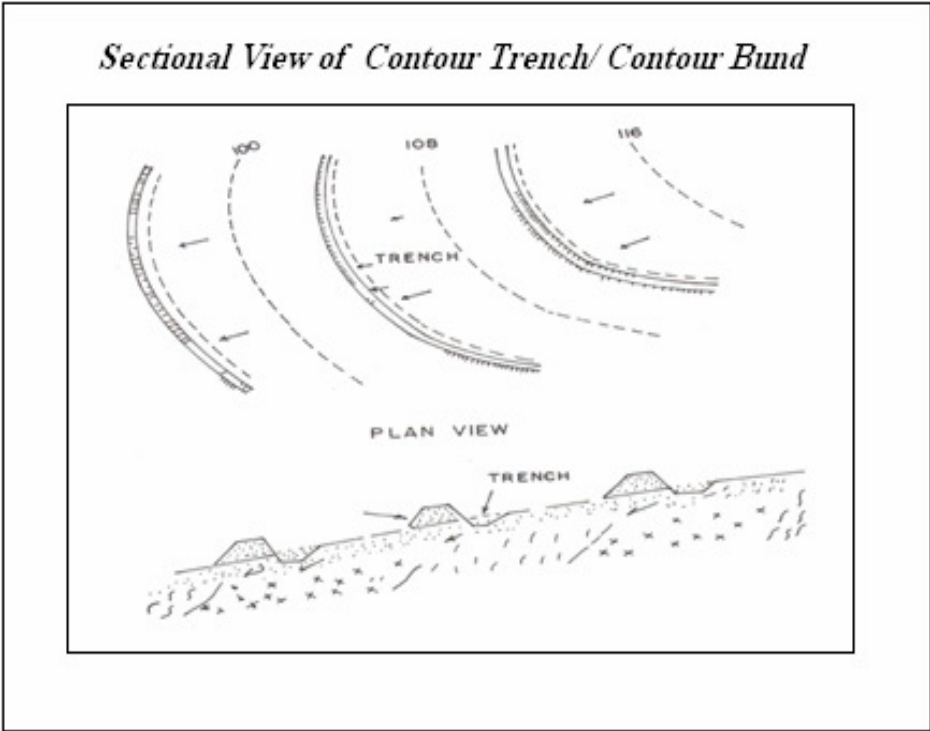 Sectional View of Contour Trench/ Contour Bund
100
108
116
TRENCH
PLAN VIEW
TRENCH